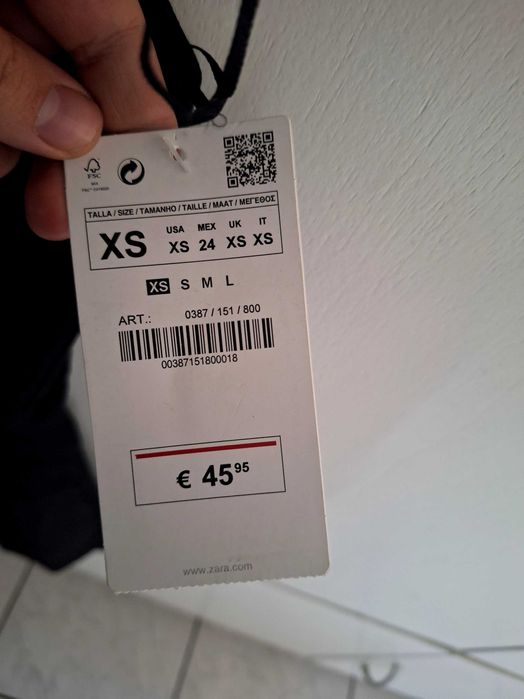 FSC
MIX
TALLA / SIZE / TAMANHO / TAILLE / MAAT / ΜΕΓΕΘΟΣ
XS
USA MEX UK IT
XS 24 XS XS
XS S M L
ART.: 0387 / 151 / 800
00387151800018
€ 45 95
www.zara.com